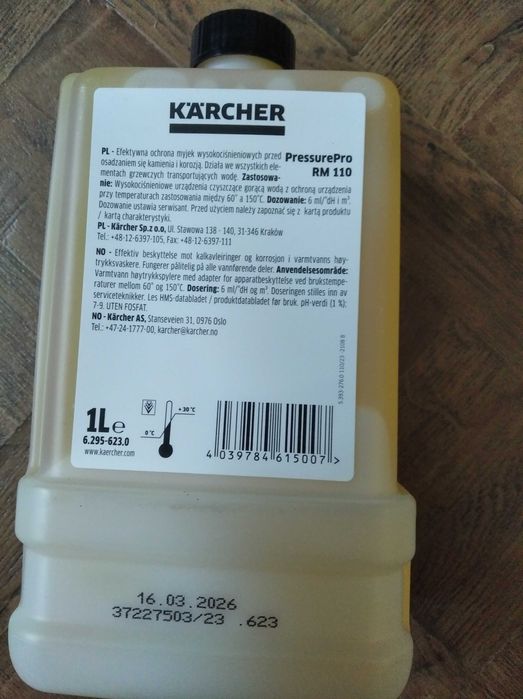 KÄRCHER
PressurePro
RM 110
PL - Efektywna ochrona myjek wysokociśnieniowych przed
osadzaniem się kamienia i korozją. Działa we wszystkich ele-
mentach grzewczych transportujących wodę. Zastosowa-
nie: Wysokociśnieniowe urządzenia czyszczące gorącą wodą z ochroną urządzenia
przy temperaturach zastosowania między 60° a 150°C. Dozowanie: 6 ml/°dH i m³.
Dozowanie ustawia serwisant. Przed użyciem należy zapoznać się z kartą produktu
/ kartą charakterystyki.
PL - Kärcher Sp.z o.o, Ul. Stawowa 138 - 140, 31-346 Kraków
Tel.: +48-12-6397-105, Fax: +48-12-6397-111
NO - Effektiv beskyttelse mot kalkavleiringer og korrosjon i varmtvanns høy-
trykksvaskere. Fungerer pålitelig på alle vannførende deler. Anvendelsesområde:
Varmtvann høytrykkspylere med adapter for apparatbeskyttelse ved brukstempe-
raturer mellom 60° og 150°C. Dosering: 6 ml/°dH og m³. Doseringen stilles inn av
serviceteknikker. Les HMS-databladet / produktdatabladet før bruk. pH-verdi (1 %):
7-9. UTEN FOSFAT.
NO - Kärcher AS, Stanseveien 31, 0976 Oslo
Tel.: +47-24-1777-00, karcher@karcher.no
5.393-276.0 110/23 -2108 B
1L e
6.295-623.0
www.kaercher.com
+ 30 °C
0 °C
4 039784 615007 >
16.03.2026
37227503/23 .623